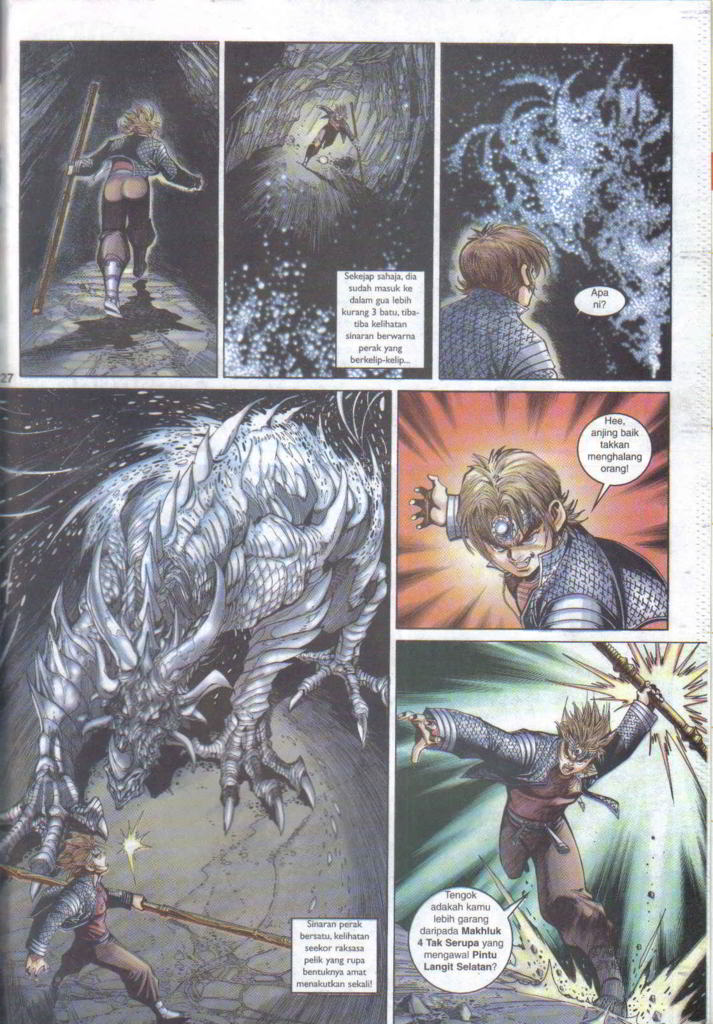 Sekejap sahaja, dia
sudah masuk ke
dalam gua lebih
kurang 3 batu, tiba-
tiba kelihatan
sinaran berwarna
perak yang
berkelip-kelip...
Apa
ni?
27
Hee,
anjing baik
takkan
menghalang
orang!
Sinaran perak
bersatu, kelihatan
seekor raksasa
pelik yang rupa
bentuknya amat
menakutkan sekali!
Tengok
adakah kamu
lebih garang
daripada Makhluk
4 Tak Serupa yang
mengawal Pintu
Langit Selatan?